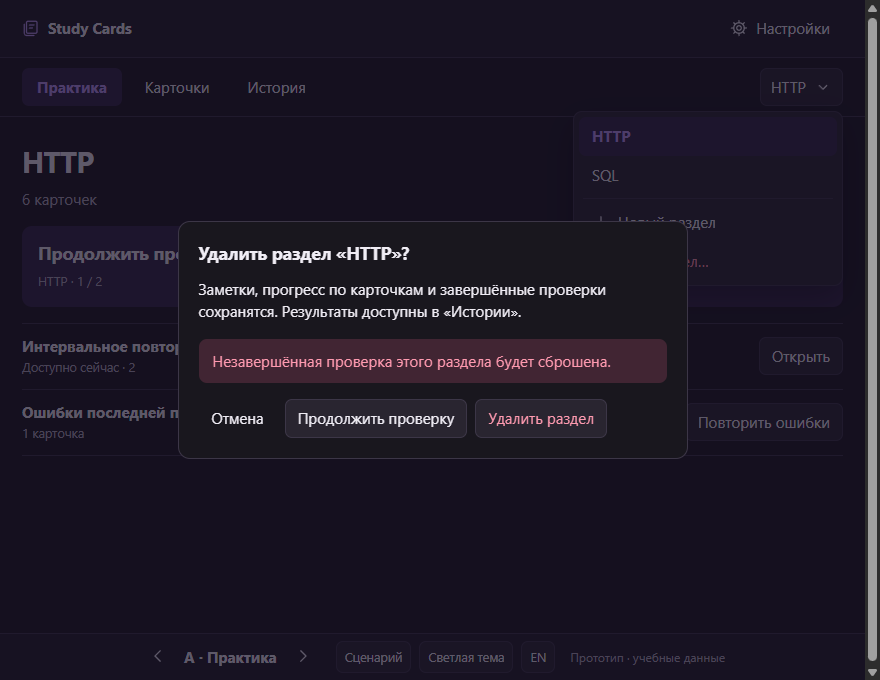 Study Cards
Настройки
Практика
Карточки
История
HTTP
HTTP
SQL
HTTP
6 карточек
раздел
Продолжить
HTTP · 1 / 2
Удалить раздел «HTTP»?
Заметки, прогресс по карточкам и завершённые проверки
сохранятся. Результаты доступны в «Истории».
Незавершённая проверка этого раздела будет сброшена.
Отмена
Продолжить проверку
Удалить раздел
Интервальное
Доступно сейчас · 2
Открыть
Ошибки последней
1 карточка
Повторить ошибки
А · Практика
Сценарий
Светлая тема
EN
Прототип · учебные данные